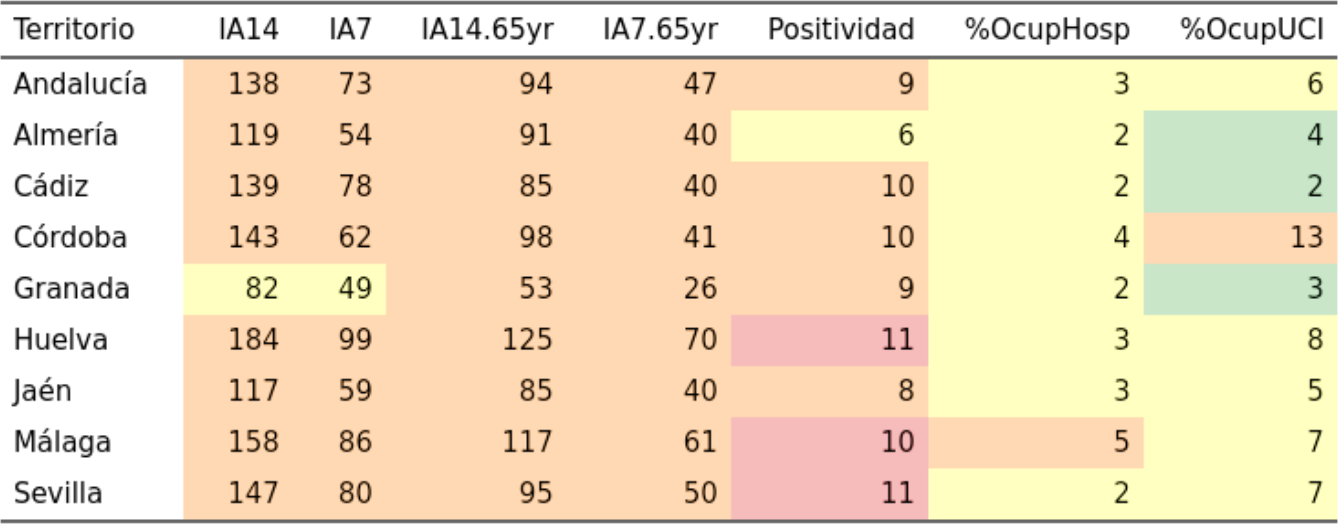 Territorio IA14 IA7 IA14.65yr IA7.65yr Positividad %OcupHosp %OcupUCI
Andalucía 138 73 94 47 9 3 6
Almería 119 54 91 40 6 2 4
Cádiz 139 78 85 40 10 2 2
Córdoba 143 62 98 41 10 4 13
Granada 82 49 53 26 9 2 3
Huelva 184 99 125 70 11 3 8
Jaén 117 59 85 40 8 3 5
Málaga 158 86 117 61 10 5 7
Sevilla 147 80 95 50 11 2 7